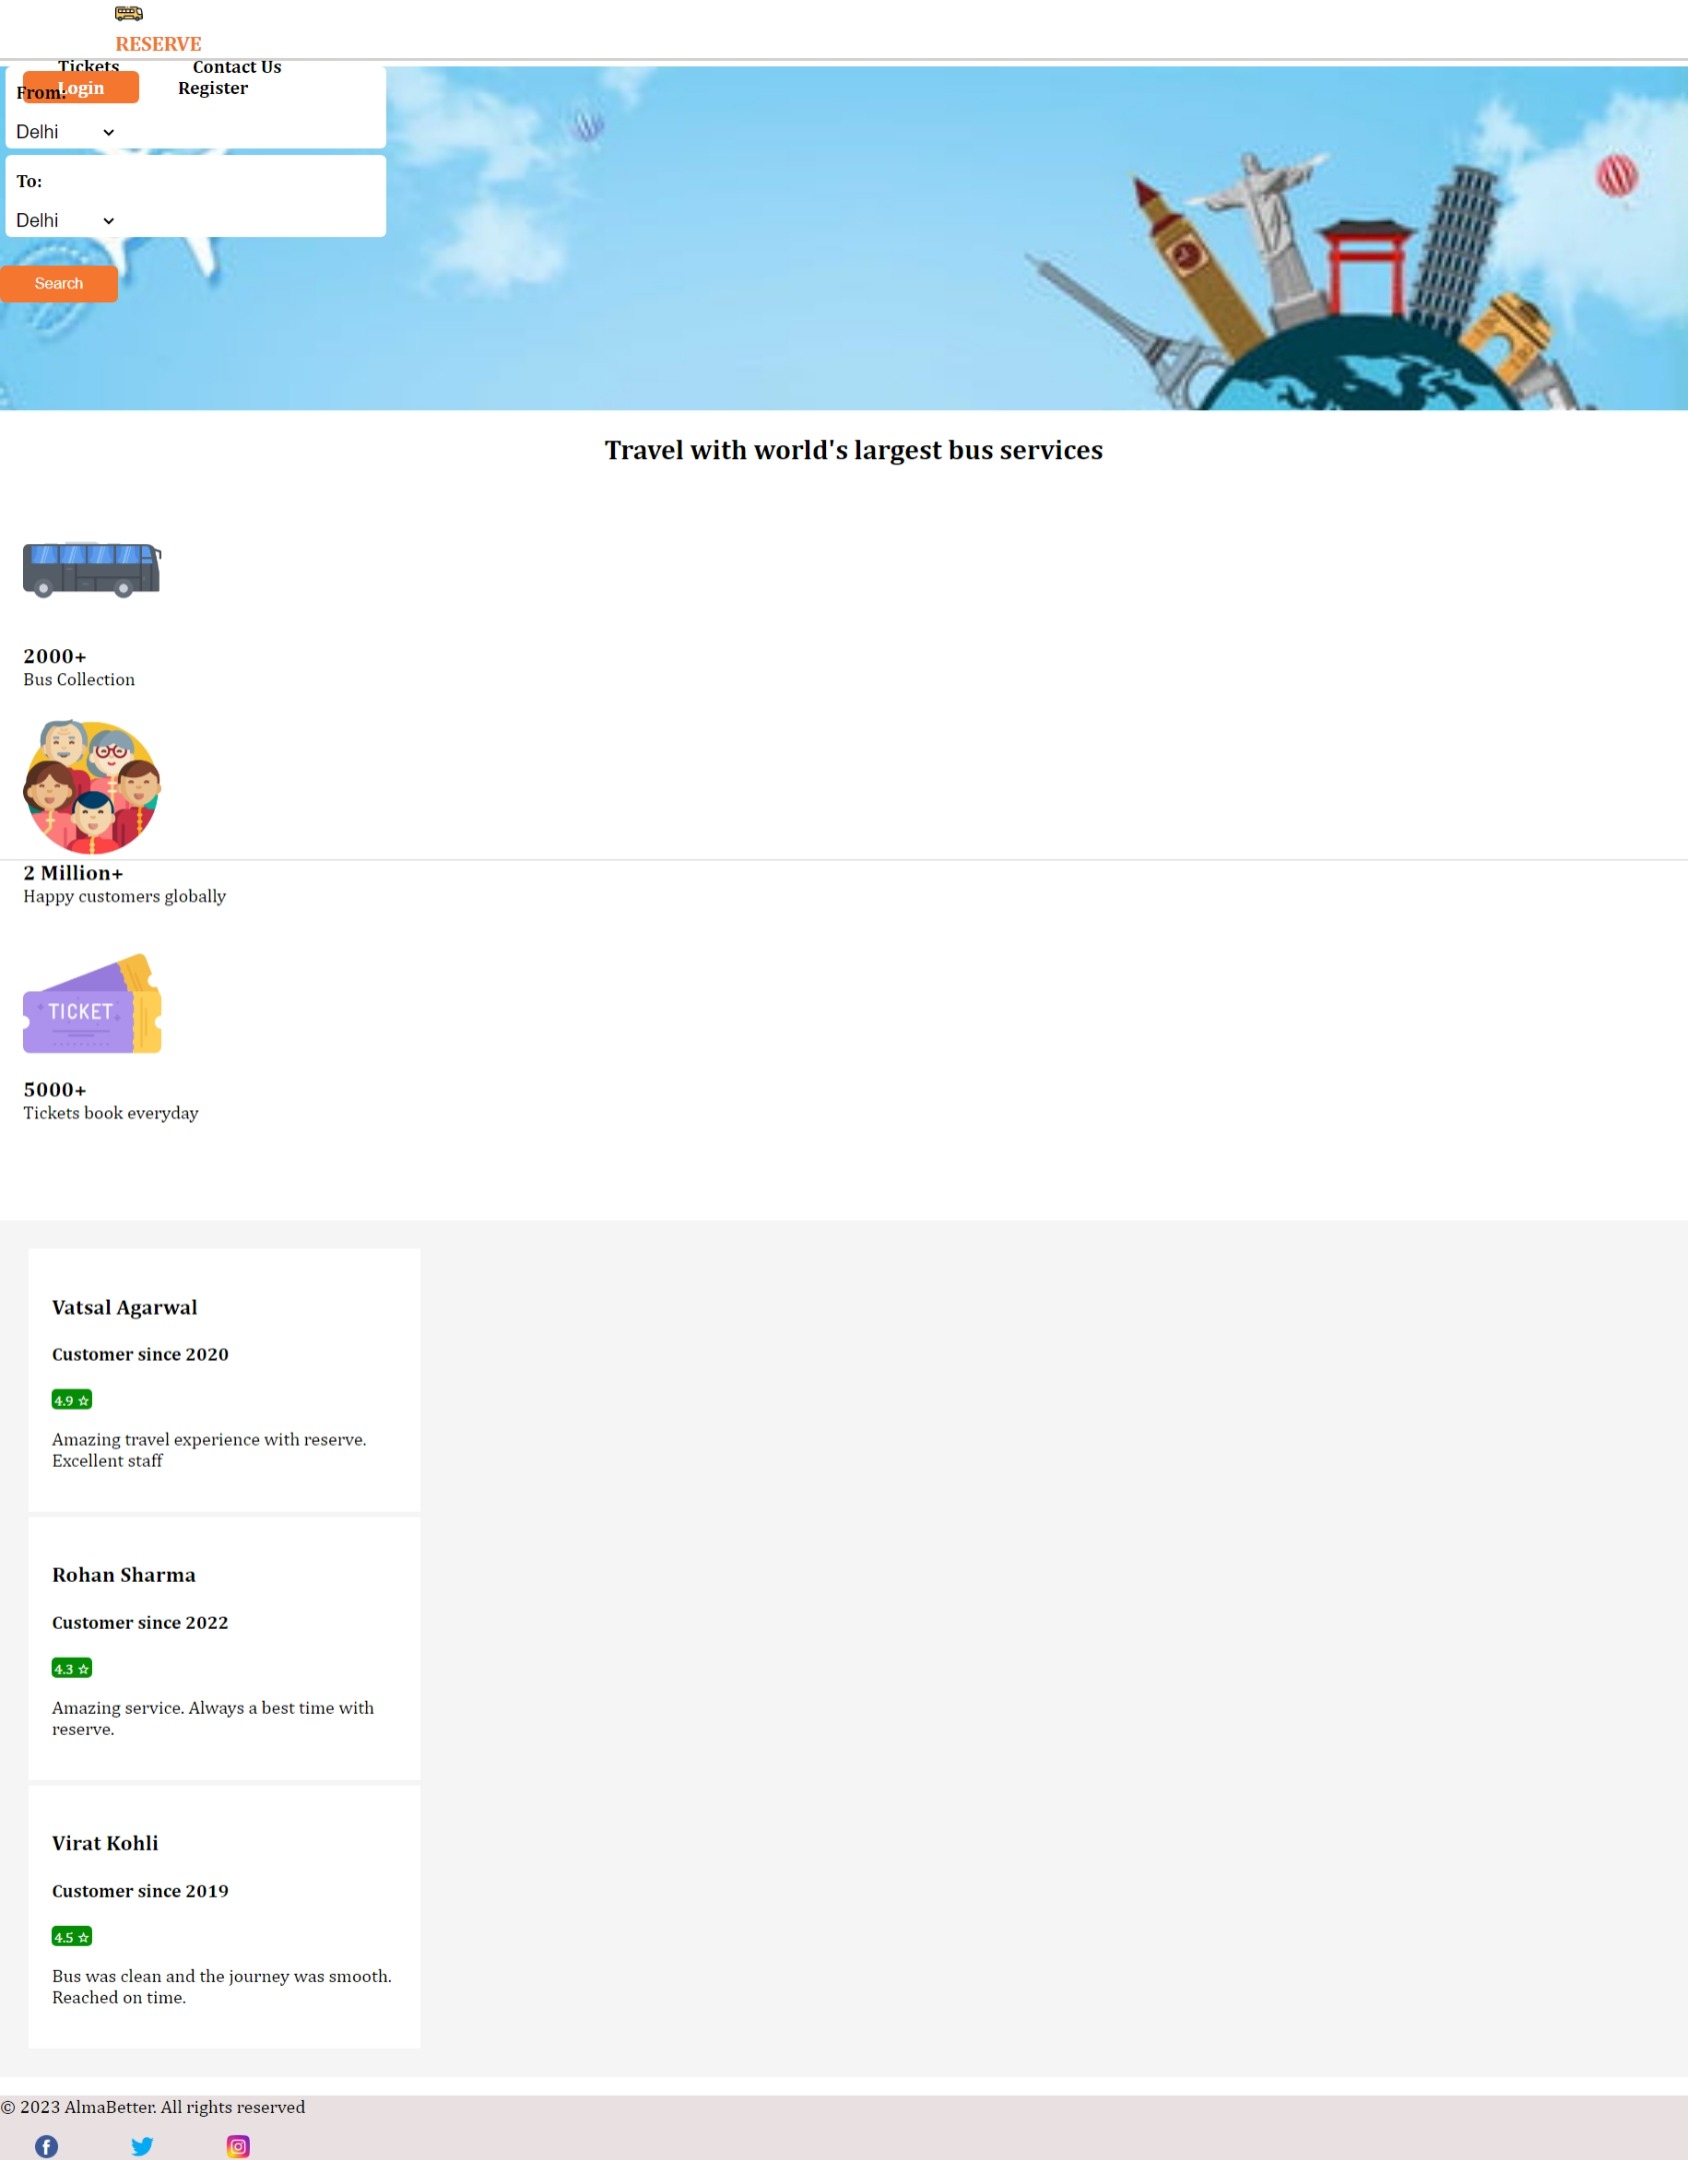 RESERVE
Tickets Contact Us
Login Register
From:
Delhi
To:
Delhi
Search
Travel with world's largest bus services
2000+
Bus Collection
2 Million+
Happy customers globally
TICKET
5000+
Tickets book everyday
Vatsal Agarwal
Customer since 2020
4.9 ☆
Amazing travel experience with reserve.
Excellent staff
Rohan Sharma
Customer since 2022
4.3 ☆
Amazing service. Always a best time with
reserve.
Virat Kohli
Customer since 2019
4.5 ☆
Bus was clean and the journey was smooth.
Reached on time.
© 2023 AlmaBetter. All rights reserved